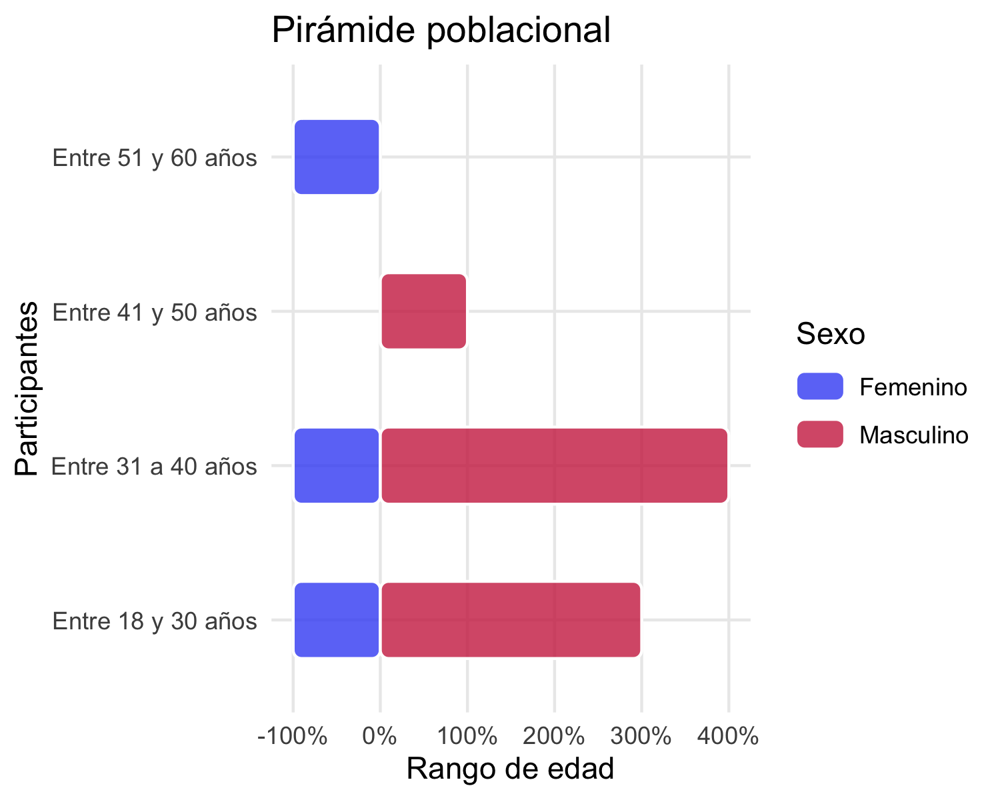 Pirámide poblacional
Participantes
Entre 51 y 60 años
Entre 41 y 50 años
Entre 31 a 40 años
Entre 18 y 30 años
-100% 0% 100% 200% 300% 400%
Rango de edad
Sexo
Femenino
Masculino